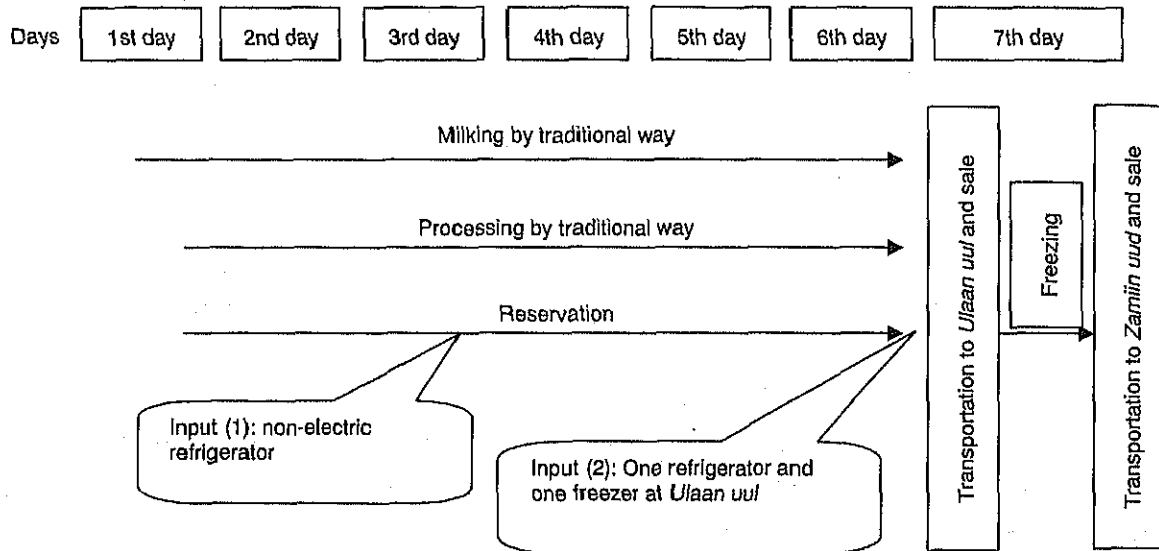 Days 1st day 2nd day 3rd day 4th day 5th day 6th day 7th day
Milking by traditional way
Processing by traditional way
Reservation
Input (1): non-electric
refrigerator
Input (2): One refrigerator and
one freezer at Ulaan uul
Transportation to Ulaan uul and sale
Freezing
Transportation to Zamiin uud and sale